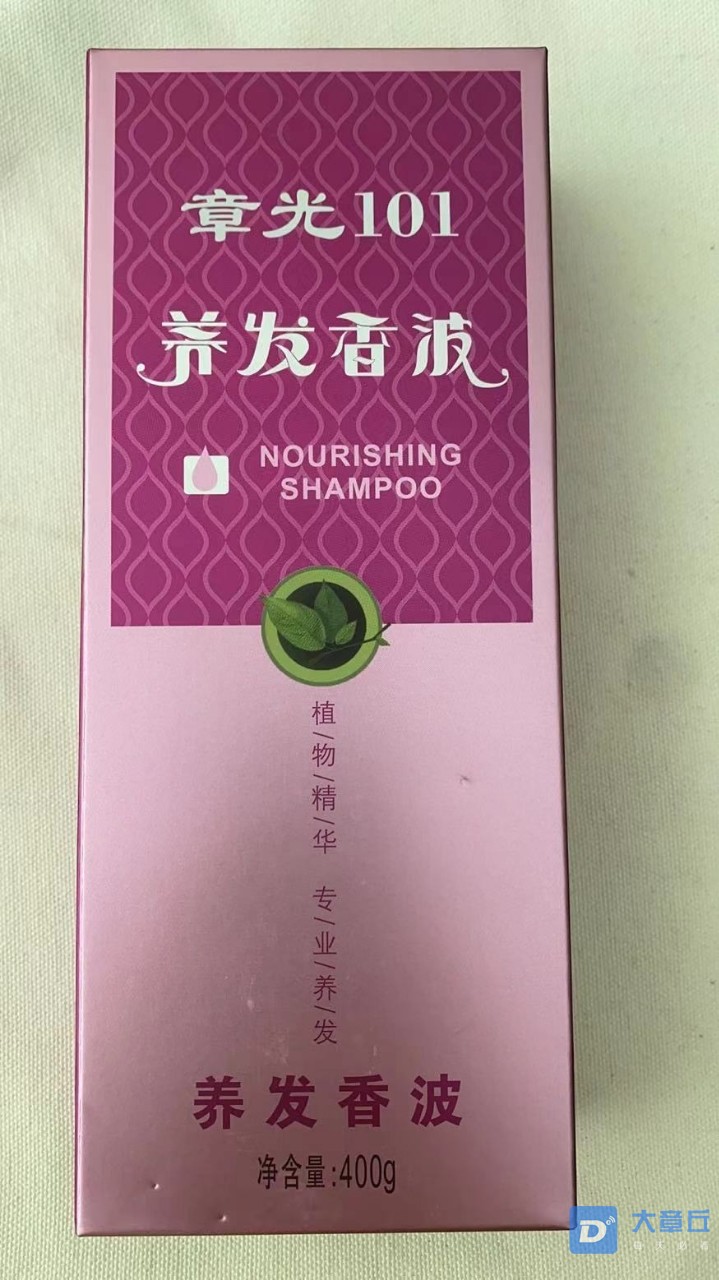 章光101
养发香波
NOURISHING
SHAMPOO
植/物/精/华 专/业/养/发
养发香波
净含量:400g
大章丘